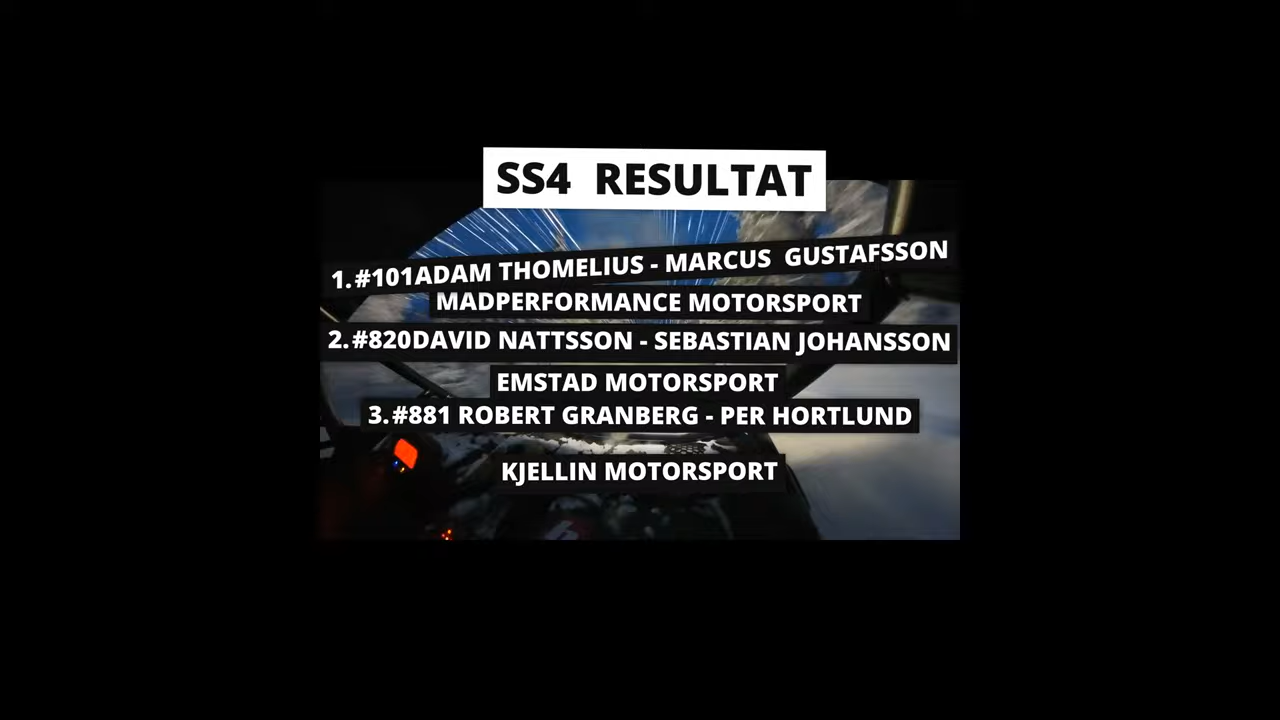 SS4 RESULTAT
1.#101ADAM THOMELIUS - MARCUS GUSTAFSSON
MADPERFORMANCE MOTORSPORT
2.#820DAVID NATTSSON - SEBASTIAN JOHANSSON
EMSTAD MOTORSPORT
3.#881 ROBERT GRANBERG - PER HORTLUND
KJELLIN MOTORSPORT